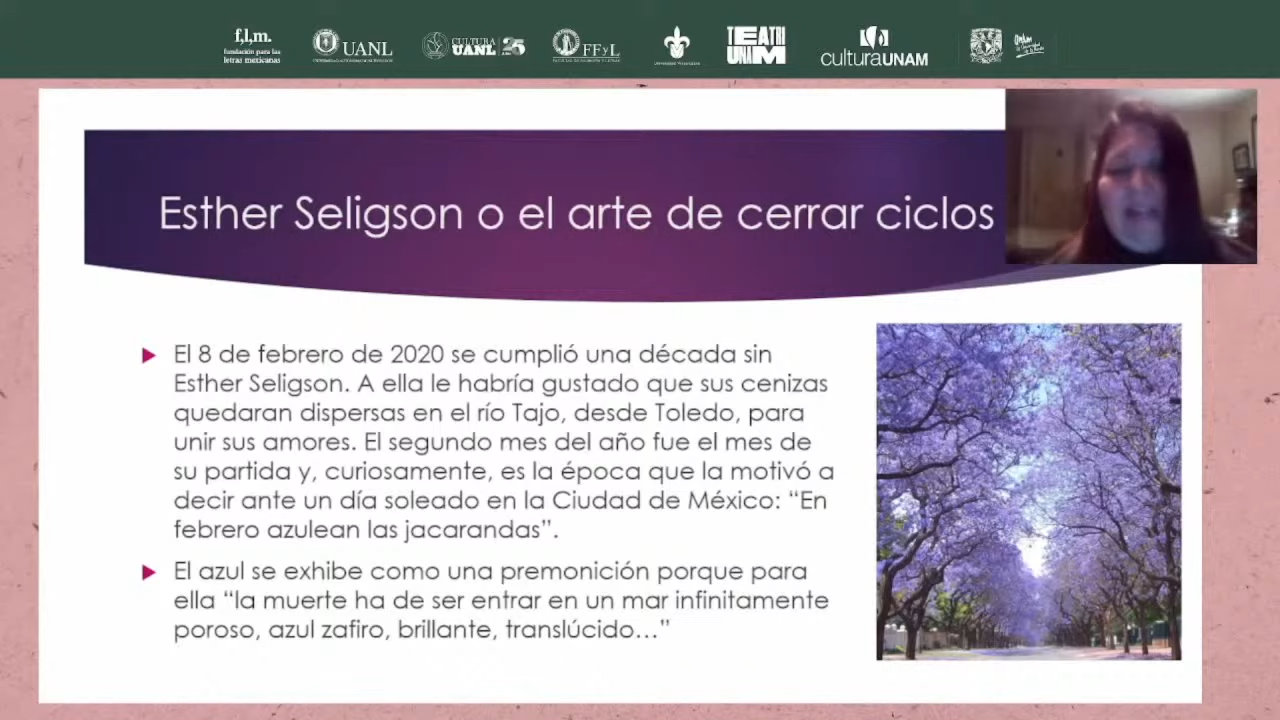 f,l,m.
fundación para las
letras mexicanas
UANL
CULTURA
UANL 25
FFyL
TEATRO
UNAM
culturaUNAM
Esther Seligson o el arte de cerrar ciclos
El 8 de febrero de 2020 se cumplió una década sin
Esther Seligson. A ella le habría gustado que sus cenizas
quedaran dispersas en el río Tajo, desde Toledo, para
unir sus amores. El segundo mes del año fue el mes de
su partida y, curiosamente, es la época que la motivó a
decir ante un día soleado en la Ciudad de México: “En
febrero azulean las jacarandas”.
El azul se exhibe como una premonición porque para
ella “la muerte ha de ser entrar en un mar infinitamente
poroso, azul zafiro, brillante, translúcido…”